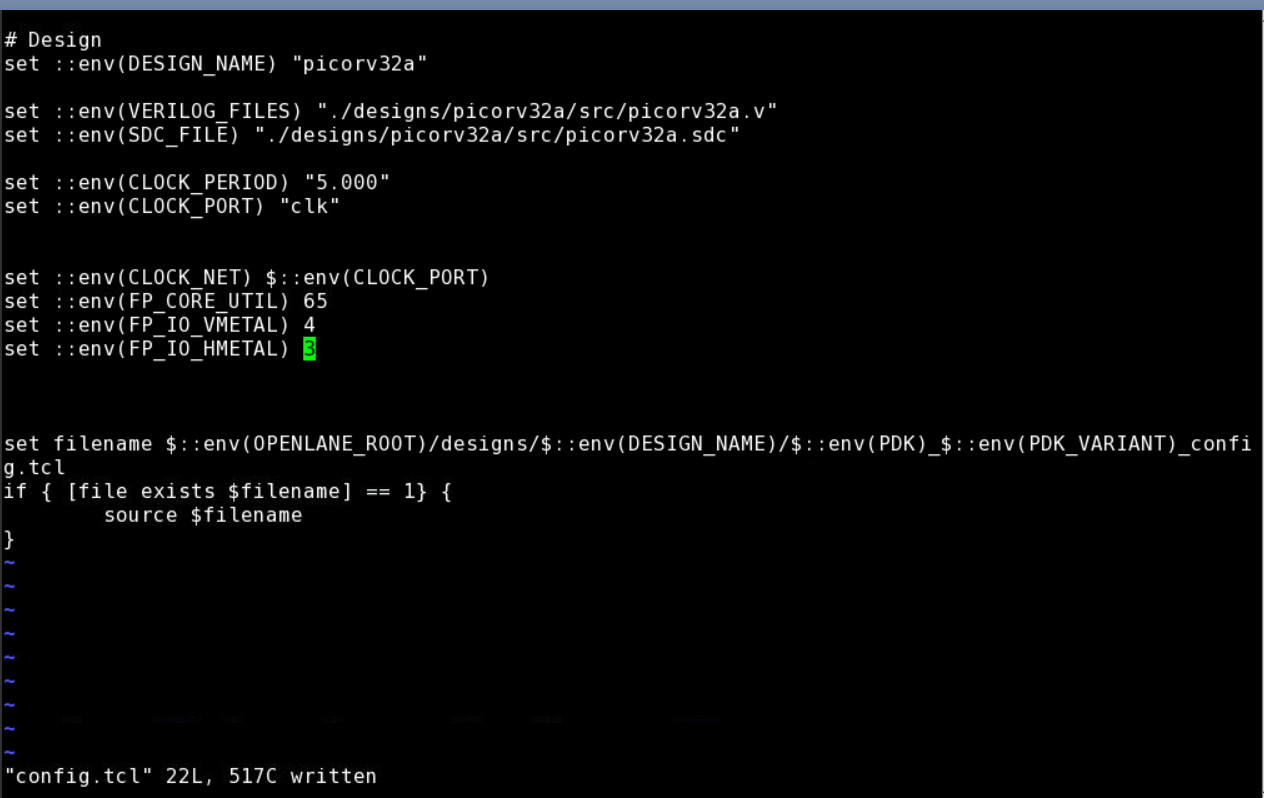 # Design
set ::env(DESIGN_NAME) "picorv32a"
set ::env(VERILOG_FILES) "./designs/picorv32a/src/picorv32a.v"
set ::env(SDC_FILE) "./designs/picorv32a/src/picorv32a.sdc"
set ::env(CLOCK_PERIOD) "5.000"
set ::env(CLOCK_PORT) "clk"
set ::env(CLOCK_NET) $::env(CLOCK_PORT)
set ::env(FP_CORE_UTIL) 65
set ::env(FP_IO_VMETAL) 4
set ::env(FP_IO_HMETAL) 3
set filename $::env(OPENLANE_ROOT)/designs/$::env(DESIGN_NAME)/$::env(PDK)_$::env(PDK_VARIANT)_confi
g.tcl
if { [file exists $filename] == 1} {
        source $filename
}
~
~
~
~
~
~
~
~
~
"config.tcl" 22L, 517C written